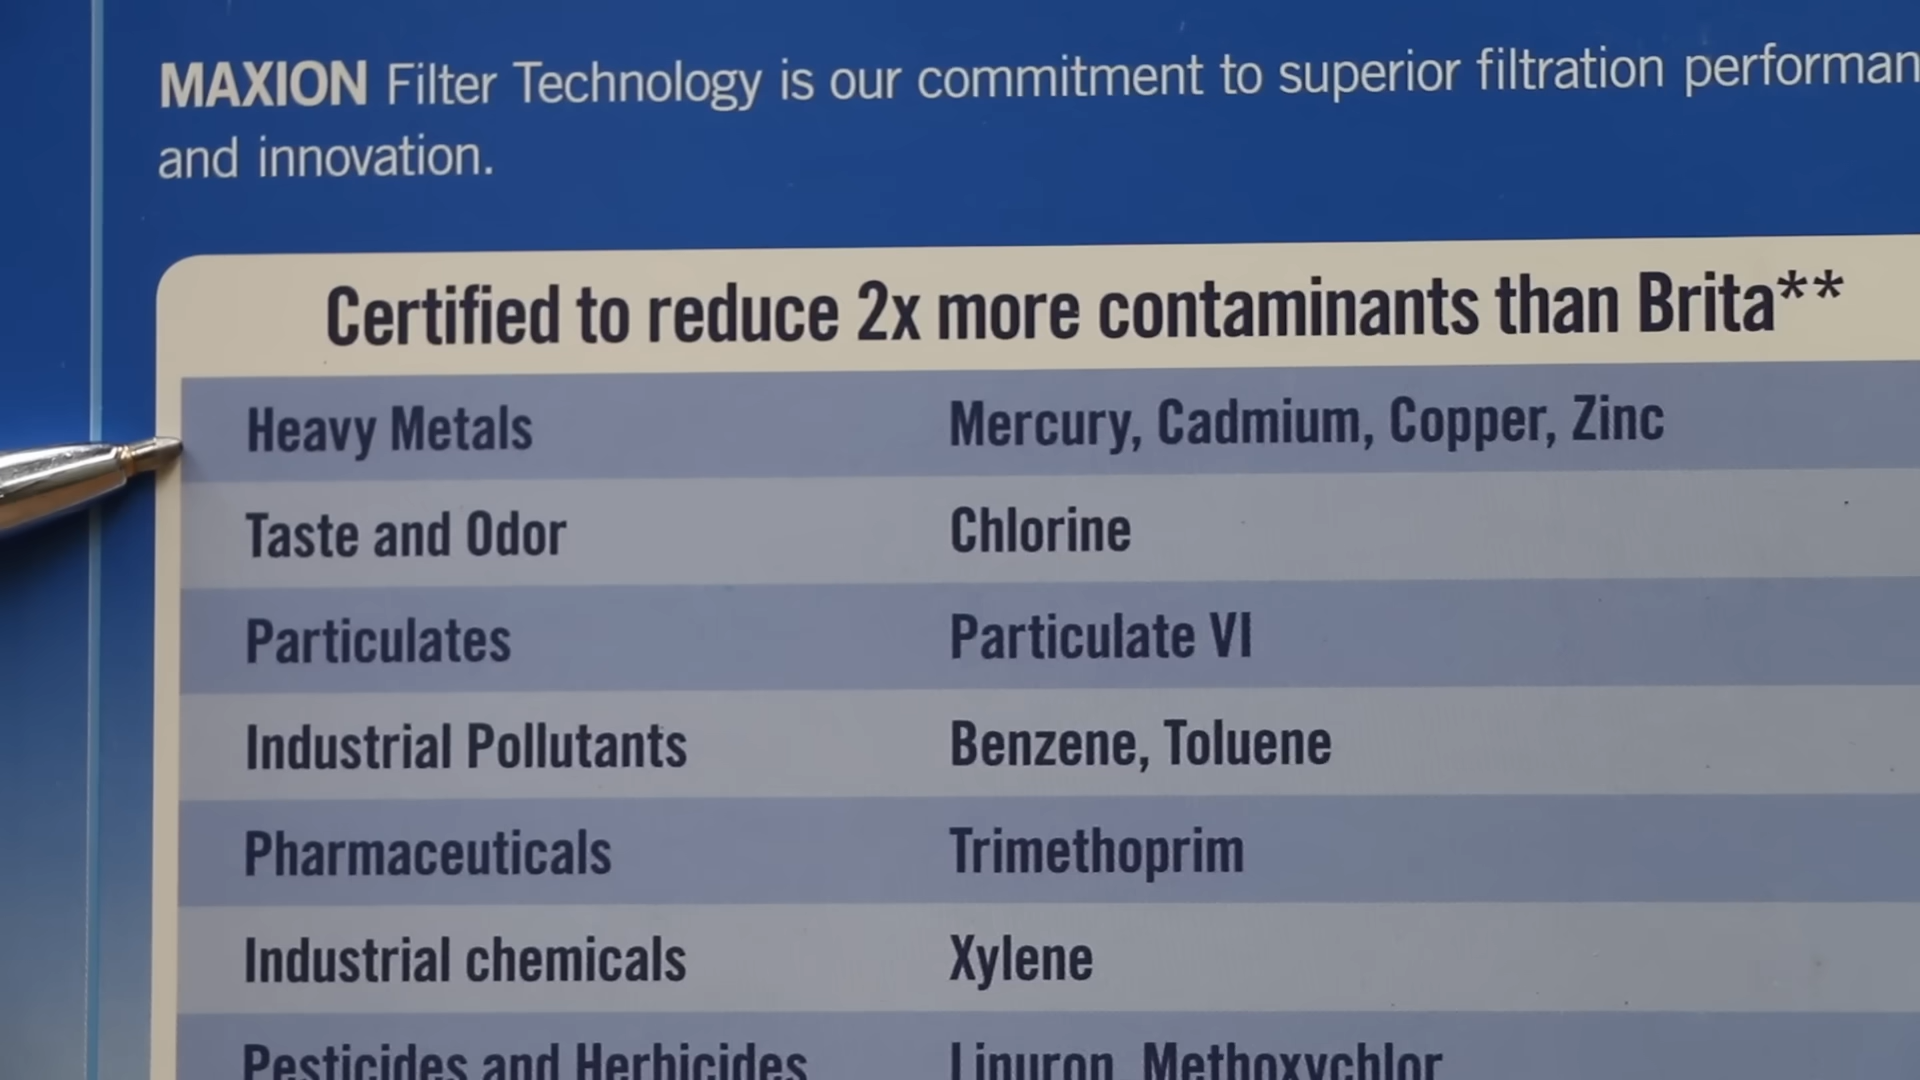 MAXION Filter Technology is our commitment to superior filtration performan
and innovation.
Certified to reduce 2x more contaminants than Brita**
Heavy Metals Mercury, Cadmium, Copper, Zinc
Taste and Odor Chlorine
Particulates Particulate VI
Industrial Pollutants Benzene, Toluene
Pharmaceuticals Trimethoprim
Industrial chemicals Xylene
Pesticides and Herbicides Linuron, Methoxychlor